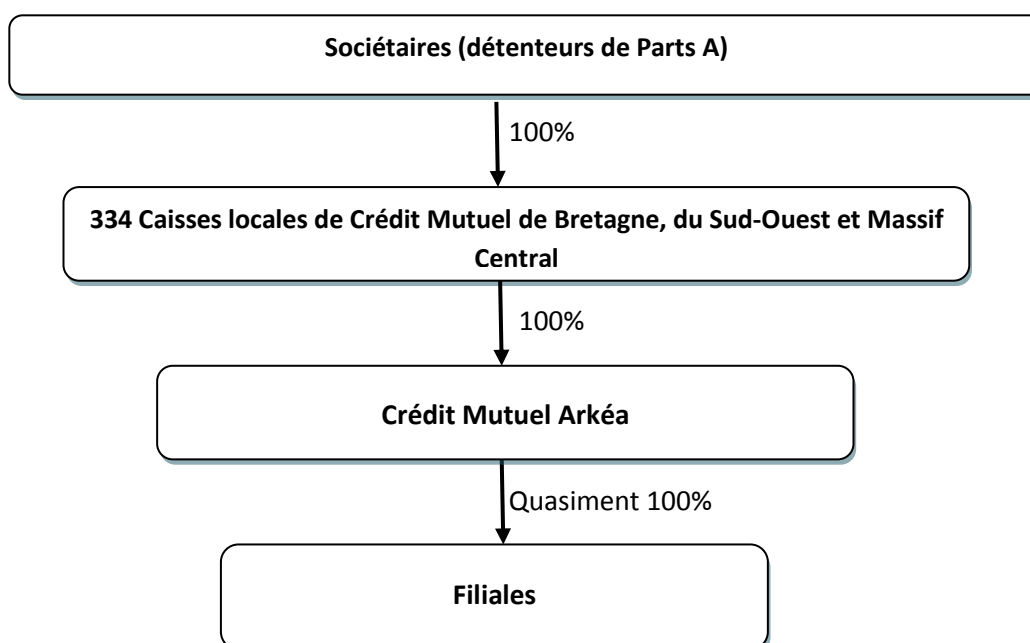 Sociétaires (détenteurs de Parts A)
100%
334 Caisses locales de Crédit Mutuel de Bretagne, du Sud-Ouest et Massif
Central
100%
Crédit Mutuel Arkéa
Quasiment 100%
Filiales